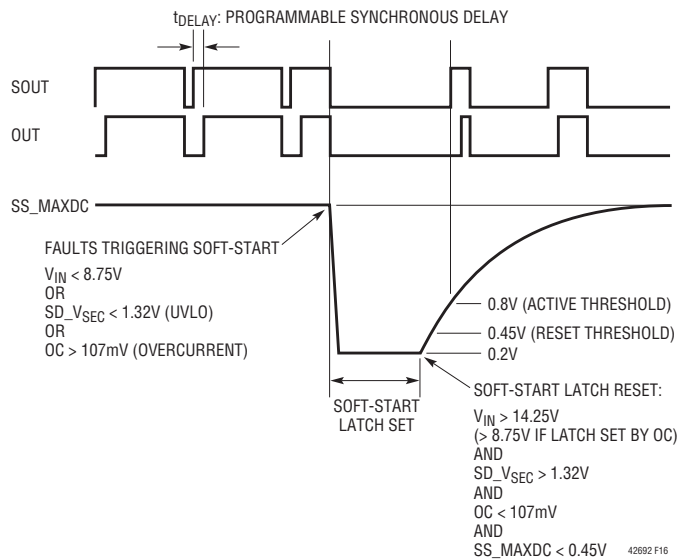 tDELAY: PROGRAMMABLE SYNCHRONOUS DELAY
SOUT
OUT
SS_MAXDC
FAULTS TRIGGERING SOFT-START
VIN < 8.75V
OR
SD_VSEC < 1.32V (UVLO)
OR
OC > 107mV (OVERCURRENT)
0.8V (ACTIVE THRESHOLD)
0.45V (RESET THRESHOLD)
0.2V
SOFT-START
LATCH SET
SOFT-START LATCH RESET:
VIN > 14.25V
(> 8.75V IF LATCH SET BY OC)
AND
SD_VSEC > 1.32V
AND
OC < 107mV
AND
SS_MAXDC < 0.45V
42692 F16